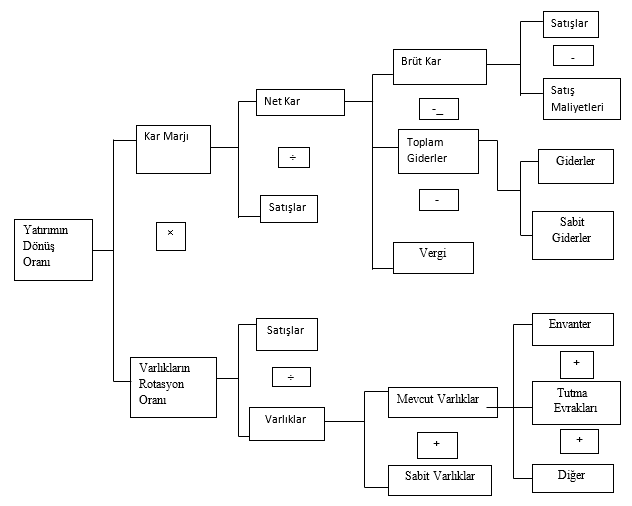 Satışlar
-
Brüt Kar
Satış
Maliyetleri
Net Kar
-_
Kar Marjı
Toplam
Giderler
Giderler
÷
-
Satışlar
Sabit
Giderler
×
Yatırımın
Dönüş
Oranı
Vergi
Satışlar
Envanter
÷
+
Varlıkların
Rotasyon
Oranı
Mevcut Varlıklar
Tutma
Evrakları
Varlıklar
+
+
Sabit Varlıklar
Diğer